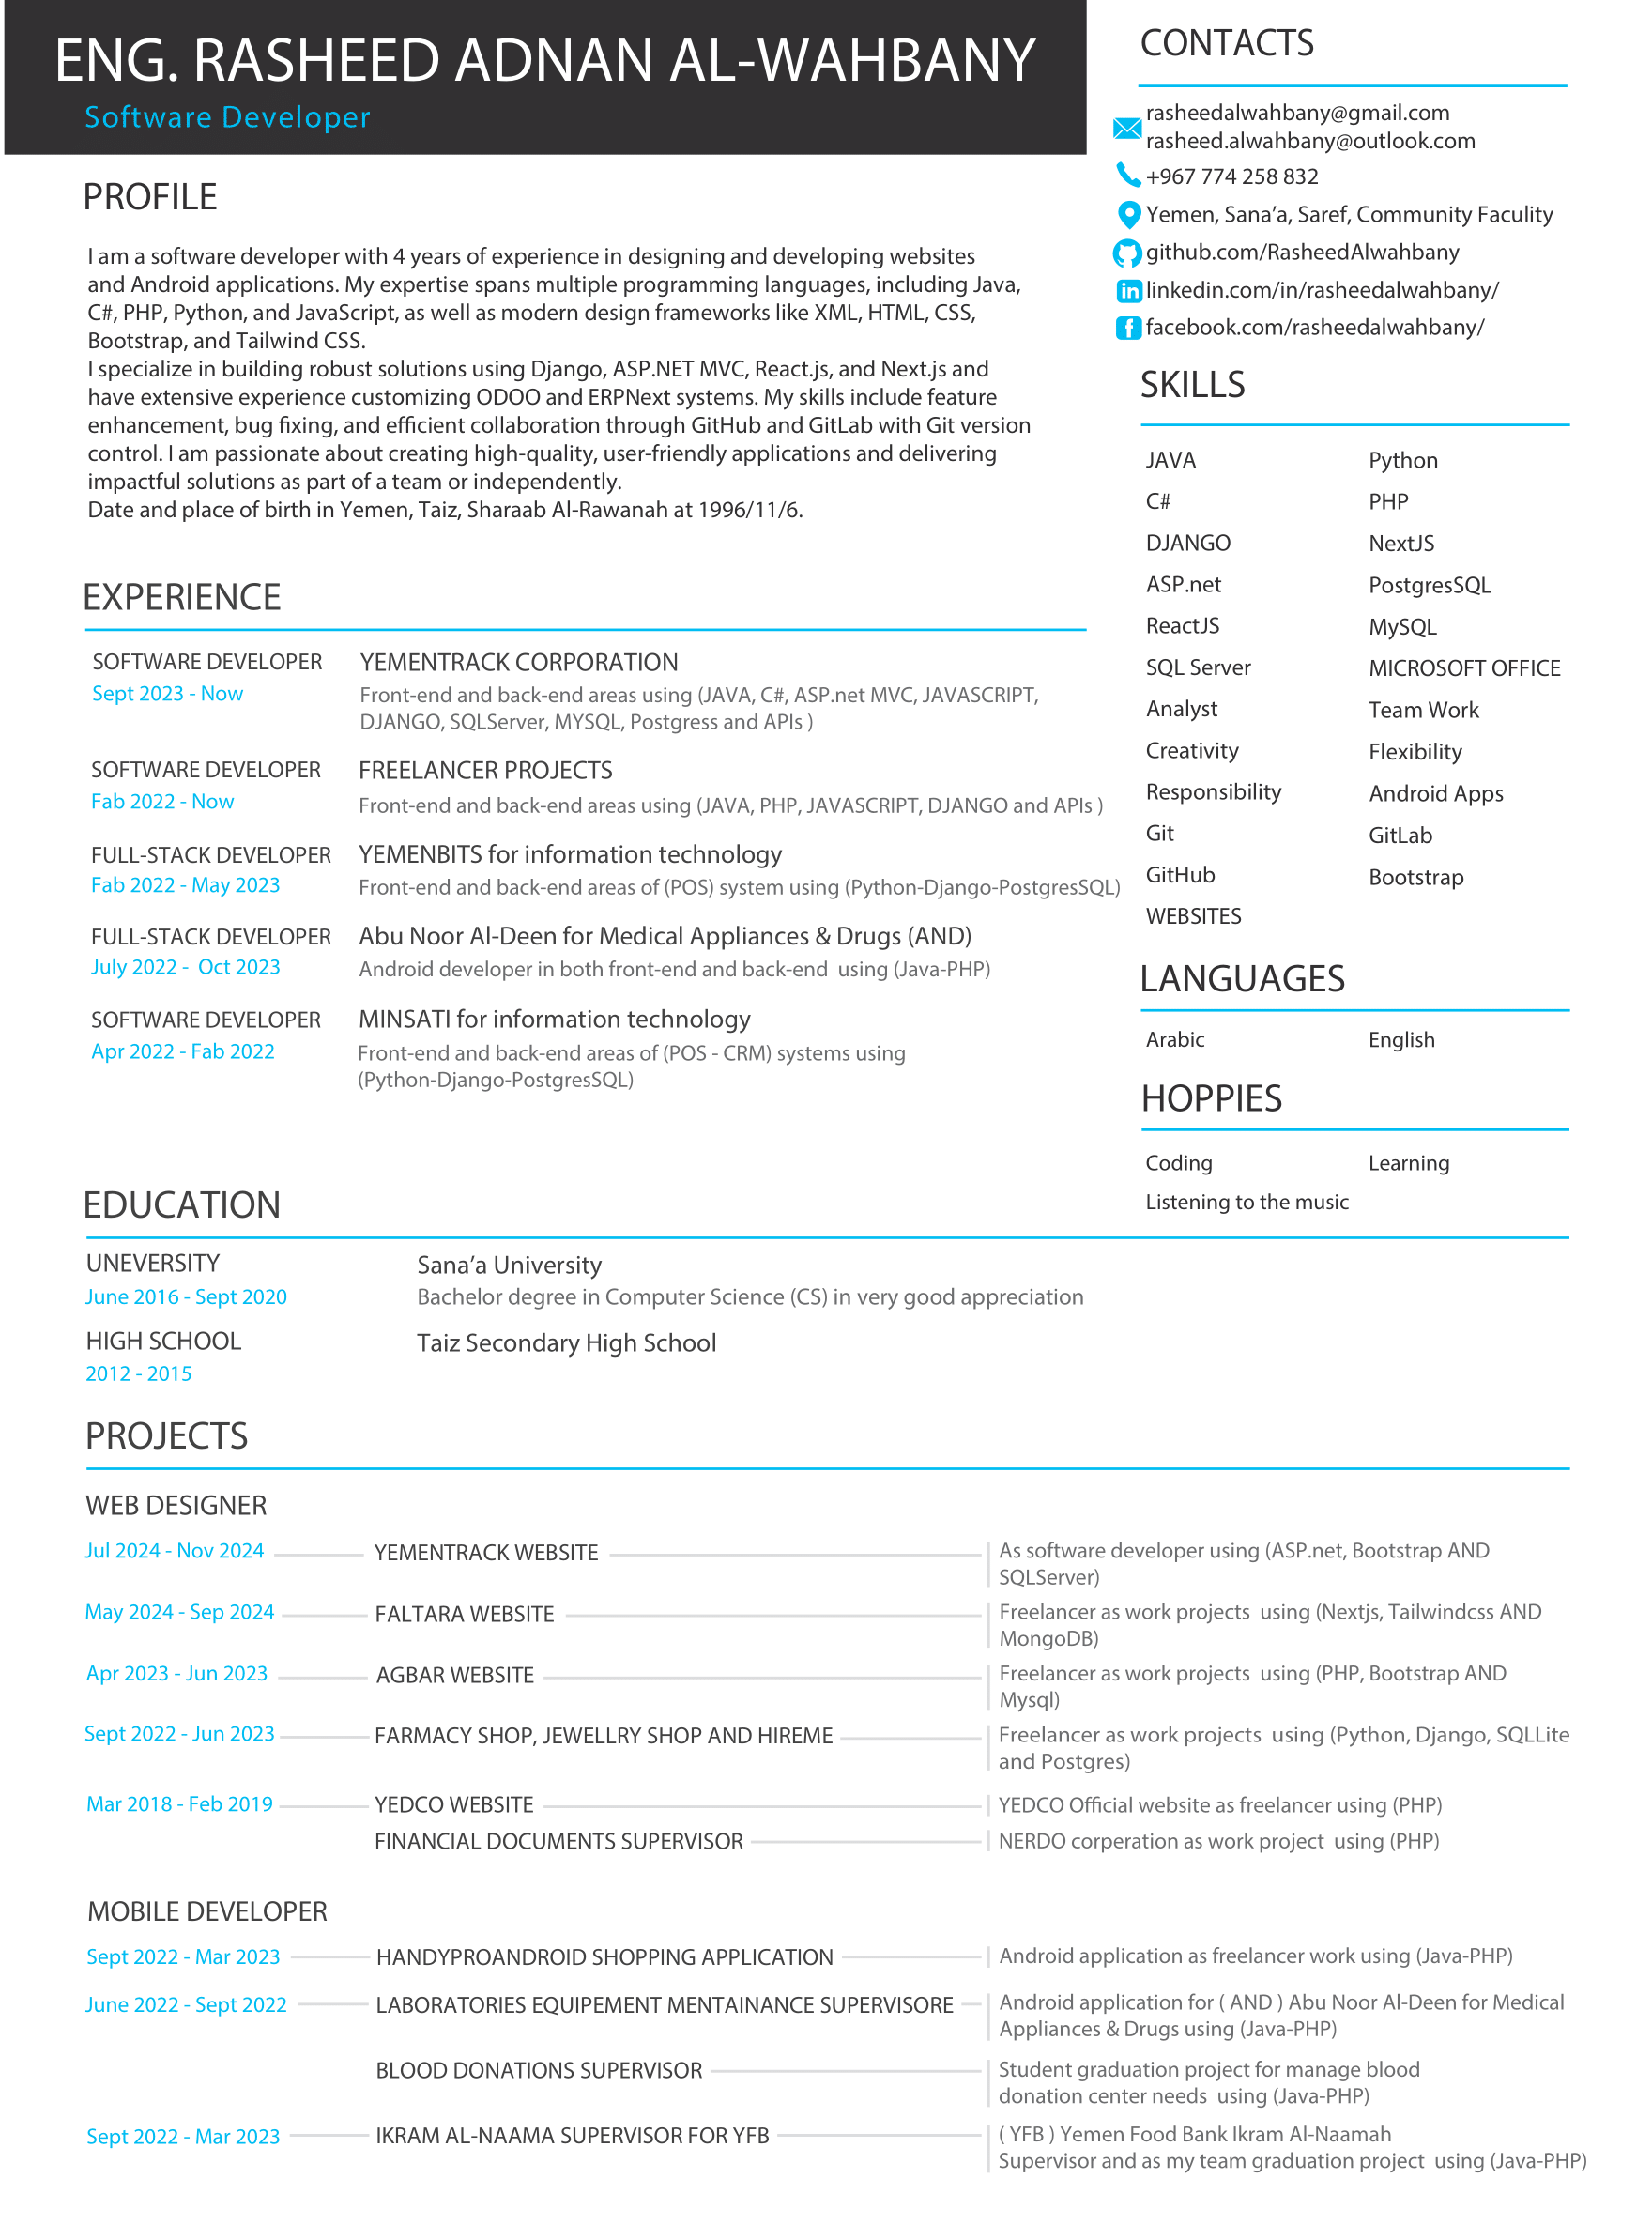 ENG. RASHEED ADNAN AL-WAHBANY
Software Developer
PROFILE
I am a software developer with 4 years of experience in designing and developing websites
and Android applications. My expertise spans multiple programming languages, including Java,
C#, PHP, Python, and JavaScript, as well as modern design frameworks like XML, HTML, CSS,
Bootstrap, and Tailwind CSS.
I specialize in building robust solutions using Django, ASP.NET MVC, React.js, and Next.js and
have extensive experience customizing ODOO and ERPNext systems. My skills include feature
enhancement, bug fixing, and efficient collaboration through GitHub and GitLab with Git version
control. I am passionate about creating high-quality, user-friendly applications and delivering
impactful solutions as part of a team or independently.
Date and place of birth in Yemen, Taiz, Sharaab Al-Rawanah at 1996/11/6.
EXPERIENCE
SOFTWARE DEVELOPER YEMENTRACK CORPORATION
Sept 2023 - Now Front-end and back-end areas using (JAVA, C#, ASP.net MVC, JAVASCRIPT,
DJANGO, SQLServer, MYSQL, Postgress and APIs )
SOFTWARE DEVELOPER FREELANCER PROJECTS
Fab 2022 - Now Front-end and back-end areas using (JAVA, PHP, JAVASCRIPT, DJANGO and APIs )
FULL-STACK DEVELOPER YEMENBITS for information technology
Fab 2022 - May 2023 Front-end and back-end areas of (POS) system using (Python-Django-PostgresSQL)
FULL-STACK DEVELOPER Abu Noor Al-Deen for Medical Appliances & Drugs (AND)
July 2022 - Oct 2023 Android developer in both front-end and back-end using (Java-PHP)
SOFTWARE DEVELOPER MINSATI for information technology
Apr 2022 - Fab 2022 Front-end and back-end areas of (POS - CRM) systems using
(Python-Django-PostgresSQL)
CONTACTS
rasheedalwahbany@gmail.com
rasheed.alwahbany@outlook.com
+967 774 258 832
Yemen, Sana’a, Saref, Community Faculity
github.com/RasheedAlwahbany
linkedin.com/in/rasheedalwahbany/
facebook.com/rasheedalwahbany/
SKILLS
JAVA Python
C# PHP
DJANGO NextJS
ASP.net PostgresSQL
ReactJS MySQL
SQL Server MICROSOFT OFFICE
Analyst Team Work
Creativity Flexibility
Responsibility Android Apps
Git GitLab
GitHub Bootstrap
WEBSITES
LANGUAGES
Arabic English
HOPPIES
Coding Learning
Listening to the music
EDUCATION
UNEVERSITY Sana’a University
June 2016 - Sept 2020 Bachelor degree in Computer Science (CS) in very good appreciation
HIGH SCHOOL Taiz Secondary High School
2012 - 2015
PROJECTS
WEB DESIGNER
Jul 2024 - Nov 2024 YEMENTRACK WEBSITE As software developer using (ASP.net, Bootstrap AND
SQLServer)
May 2024 - Sep 2024 FALTARA WEBSITE Freelancer as work projects using (Nextjs, Tailwindcss AND
MongoDB)
Apr 2023 - Jun 2023 AGBAR WEBSITE Freelancer as work projects using (PHP, Bootstrap AND
Mysql)
Sept 2022 - Jun 2023 FARMACY SHOP, JEWELLRY SHOP AND HIREME Freelancer as work projects using (Python, Django, SQLLite
and Postgres)
Mar 2018 - Feb 2019 YEDCO WEBSITE YEDCO Official website as freelancer using (PHP)
FINANCIAL DOCUMENTS SUPERVISOR NERDO corperation as work project using (PHP)
MOBILE DEVELOPER
Sept 2022 - Mar 2023 HANDYPROANDROID SHOPPING APPLICATION Android application as freelancer work using (Java-PHP)
June 2022 - Sept 2022 LABORATORIES EQUIPEMENT MENTAINANCE SUPERVISORE Android application for ( AND ) Abu Noor Al-Deen for Medical
Appliances & Drugs using (Java-PHP)
BLOOD DONATIONS SUPERVISOR Student graduation project for manage blood
donation center needs using (Java-PHP)
Sept 2022 - Mar 2023 IKRAM AL-NAAMA SUPERVISOR FOR YFB ( YFB ) Yemen Food Bank Ikram Al-Naamah
Supervisor and as my team graduation project using (Java-PHP)